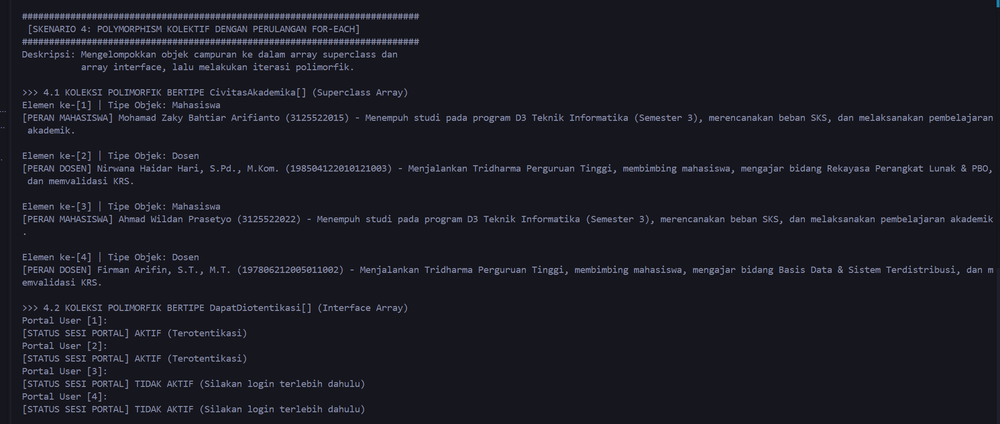 ##########################################################################
[SKENARIO 4: POLYMORPHISM KOLEKTIF DENGAN PERULANGAN FOR-EACH]
##########################################################################
Deskripsi: Mengelompokkan objek campuran ke dalam array superclass dan
array interface, lalu melakukan iterasi polimorfik.
>>> 4.1 KOLEKSI POLIMORFIK BERTIPE CivitasAkademika[] (Superclass Array)
Elemen ke-[1] | Tipe Objek: Mahasiswa
[PERAN MAHASISWA] Mohamad Zaky Bahtiar Arifianto (3125522015) - Menempuh studi pada program D3 Teknik Informatika (Semester 3), merencanakan beban SKS, dan melaksanakan pembelajaran
akademik.
Elemen ke-[2] | Tipe Objek: Dosen
[PERAN DOSEN] Nirwana Haidar Hari, S.Pd., M.Kom. (198504122010121003) - Menjalankan Tridharma Perguruan Tinggi, membimbing mahasiswa, mengajar bidang Rekayasa Perangkat Lunak & PBO,
dan memvalidasi KRS.
Elemen ke-[3] | Tipe Objek: Mahasiswa
[PERAN MAHASISWA] Ahmad Wildan Prasetyo (3125522022) - Menempuh studi pada program D3 Teknik Informatika (Semester 3), merencanakan beban SKS, dan melaksanakan pembelajaran akademik
.
Elemen ke-[4] | Tipe Objek: Dosen
[PERAN DOSEN] Firman Arifin, S.T., M.T. (197806212005011002) - Menjalankan Tridharma Perguruan Tinggi, membimbing mahasiswa, mengajar bidang Basis Data & Sistem Terdistribusi, dan m
emvalidasi KRS.
>>> 4.2 KOLEKSI POLIMORFIK BERTIPE DapatDiotentikasi[] (Interface Array)
Portal User [1]:
[STATUS SESI PORTAL] AKTIF (Terotentikasi)
Portal User [2]:
[STATUS SESI PORTAL] AKTIF (Terotentikasi)
Portal User [3]:
[STATUS SESI PORTAL] TIDAK AKTIF (Silakan login terlebih dahulu)
Portal User [4]:
[STATUS SESI PORTAL] TIDAK AKTIF (Silakan login terlebih dahulu)